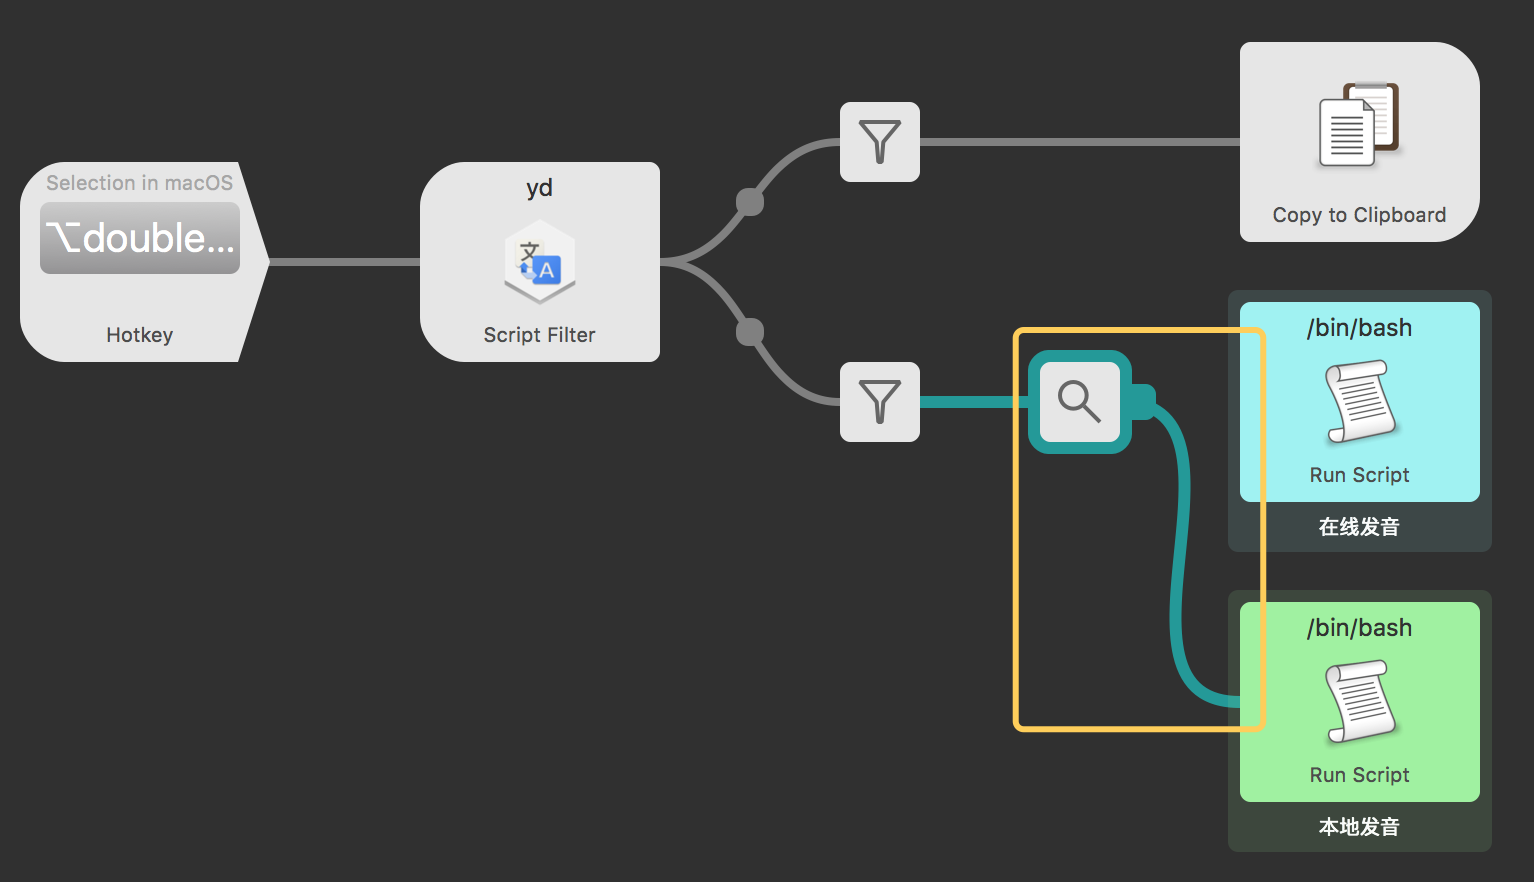 Selection in macOS
⌥double...
Hotkey
yd
文
A
Script Filter
Copy to Clipboard
/bin/bash
Run Script
在线发音
/bin/bash
Run Script
本地发音